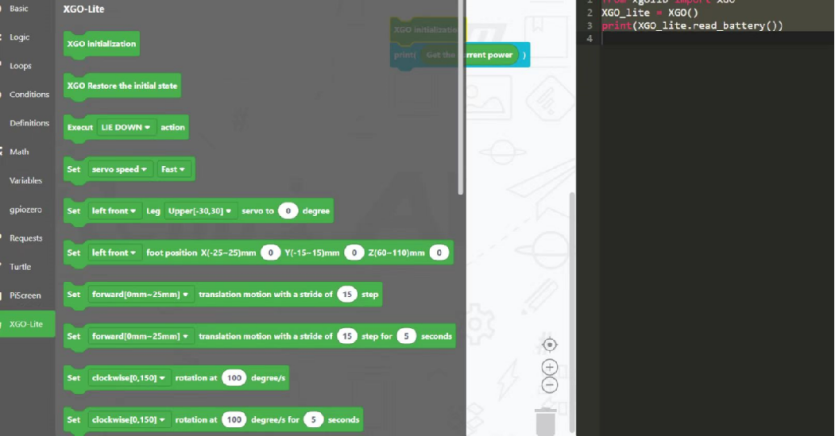 Basic
Logic
Loops
Conditions
Definitions
Math
Variables
gpiozero
Requests
Turtle
PiScreen
XGO-Lite
XGO-Lite
XGO Initialization
XGO Restore the initial state
Execut LIE DOWN action
Set servo speed Fast
Set left front Leg Upper[-30,30] servo to 0 degree
Set left front foot position X(-25~25)mm 0 Y(-15~15)mm 0 Z(60~110)mm 0
Set forward[0mm~25mm] translation motion with a stride of 15 step
Set forward[0mm~25mm] translation motion with a stride of 15 step for 5 seconds
Set clockwise[0,150] rotation at 100 degree/s
Set clockwise[0,150] rotation at 100 degree/s for 5 seconds
XGO Initialization
print( Get the current power )
1 from xgolib import XGO
2 XGO_lite = XGO()
3 print(XGO_lite.read_battery())
4